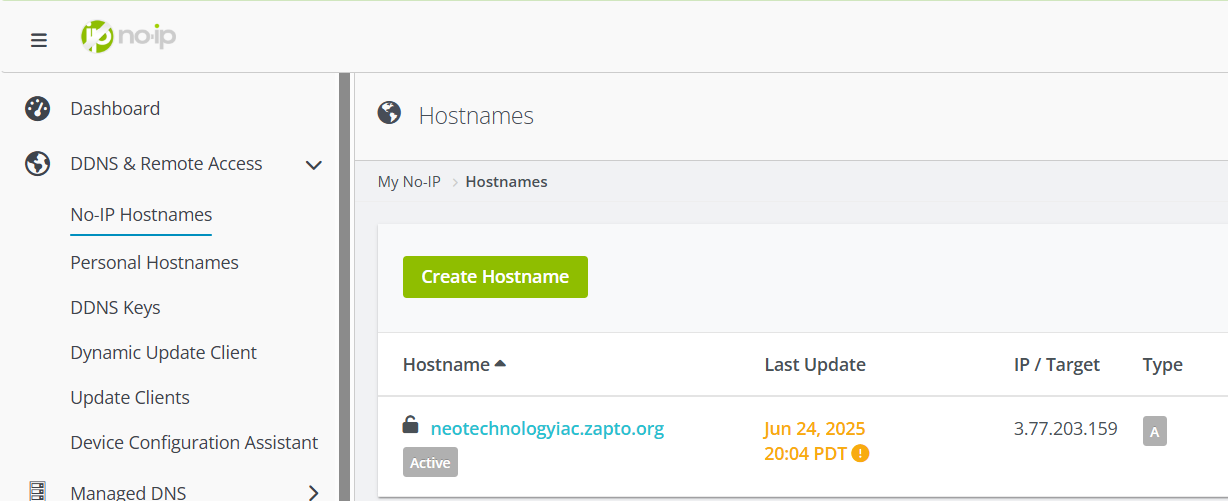 no-ip
Dashboard
DDNS & Remote Access
No-IP Hostnames
Personal Hostnames
DDNS Keys
Dynamic Update Client
Update Clients
Device Configuration Assistant
Managed DNS
Hostnames
My No-IP > Hostnames
Create Hostname
Hostname Last Update IP / Target Type
neotechnologyiac.zapto.org Jun 24, 2025 3.77.203.159 A
Active 20:04 PDT